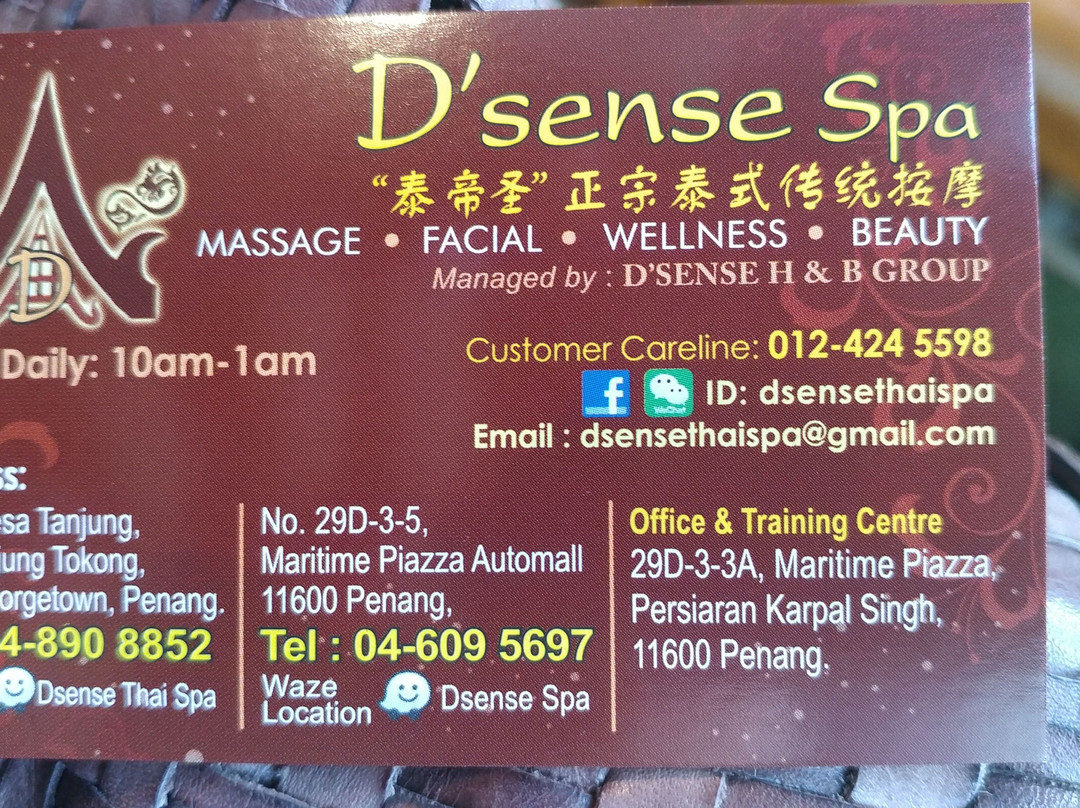 D'sense Spa
“泰帝圣”正宗泰式传统按摩
MASSAGE • FACIAL • WELLNESS • BEAUTY
Managed by : D'SENSE H & B GROUP
D
Daily: 10am-1am
Customer Careline: 012-424 5598
f WeChat ID: dsensethaispa
Email : dsensethaispa@gmail.com
ss:
esa Tanjung,
jung Tokong,
orgetown, Penang.
4-890 8852
Dsense Thai Spa
No. 29D-3-5,
Maritime Piazza Automall
11600 Penang,
Tel : 04-609 5697
Waze
Location
Dsense Spa
Office & Training Centre
29D-3-3A, Maritime Piazza,
Persiaran Karpal Singh,
11600 Penang.